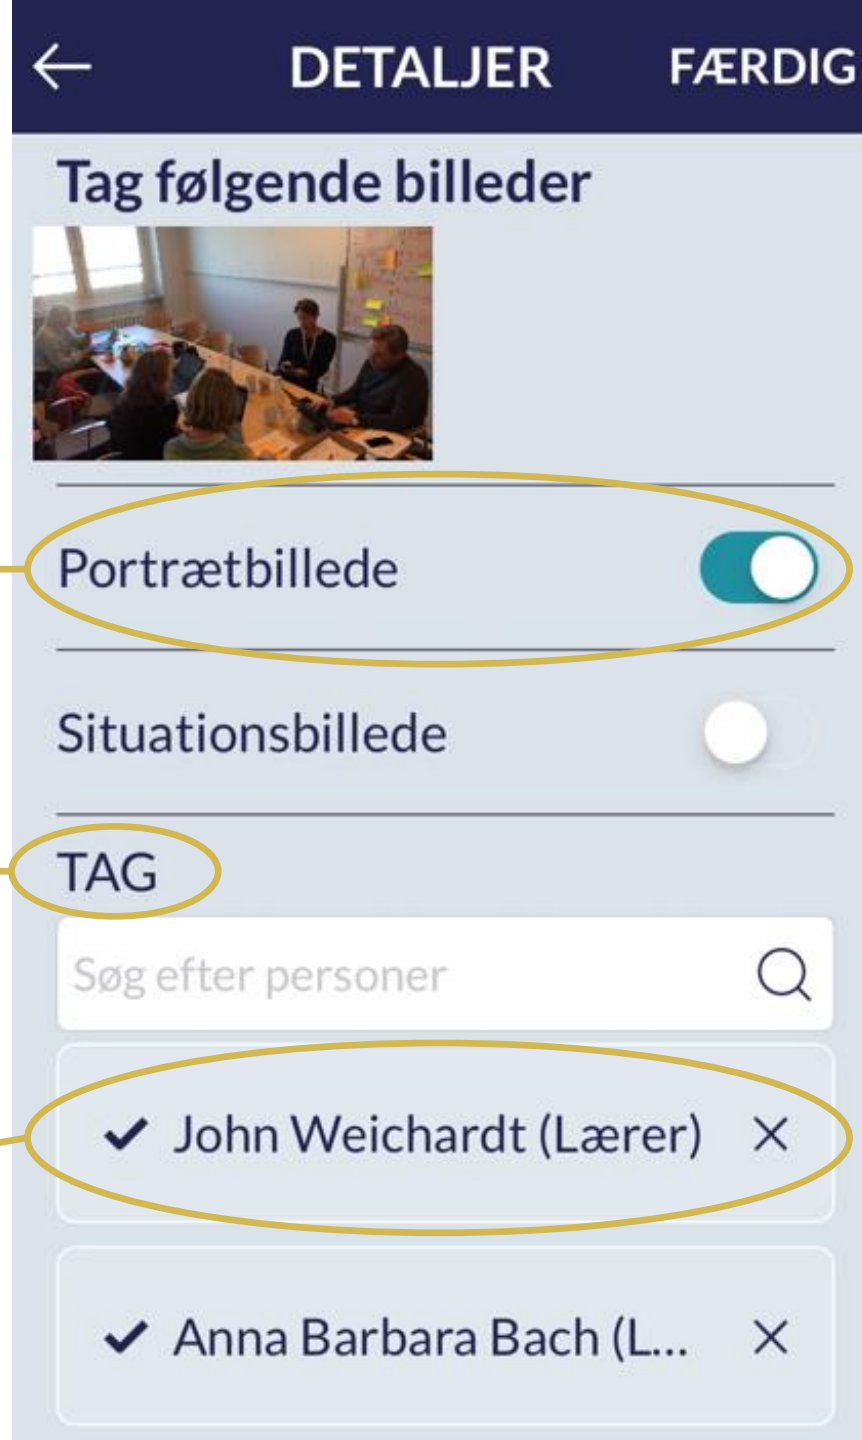 DETALJER FÆRDIG
Tag følgende billeder
Portrætbillede
Situationsbillede
TAG
Søg efter personer
John Weichardt (Lærer)
Anna Barbara Bach (L...